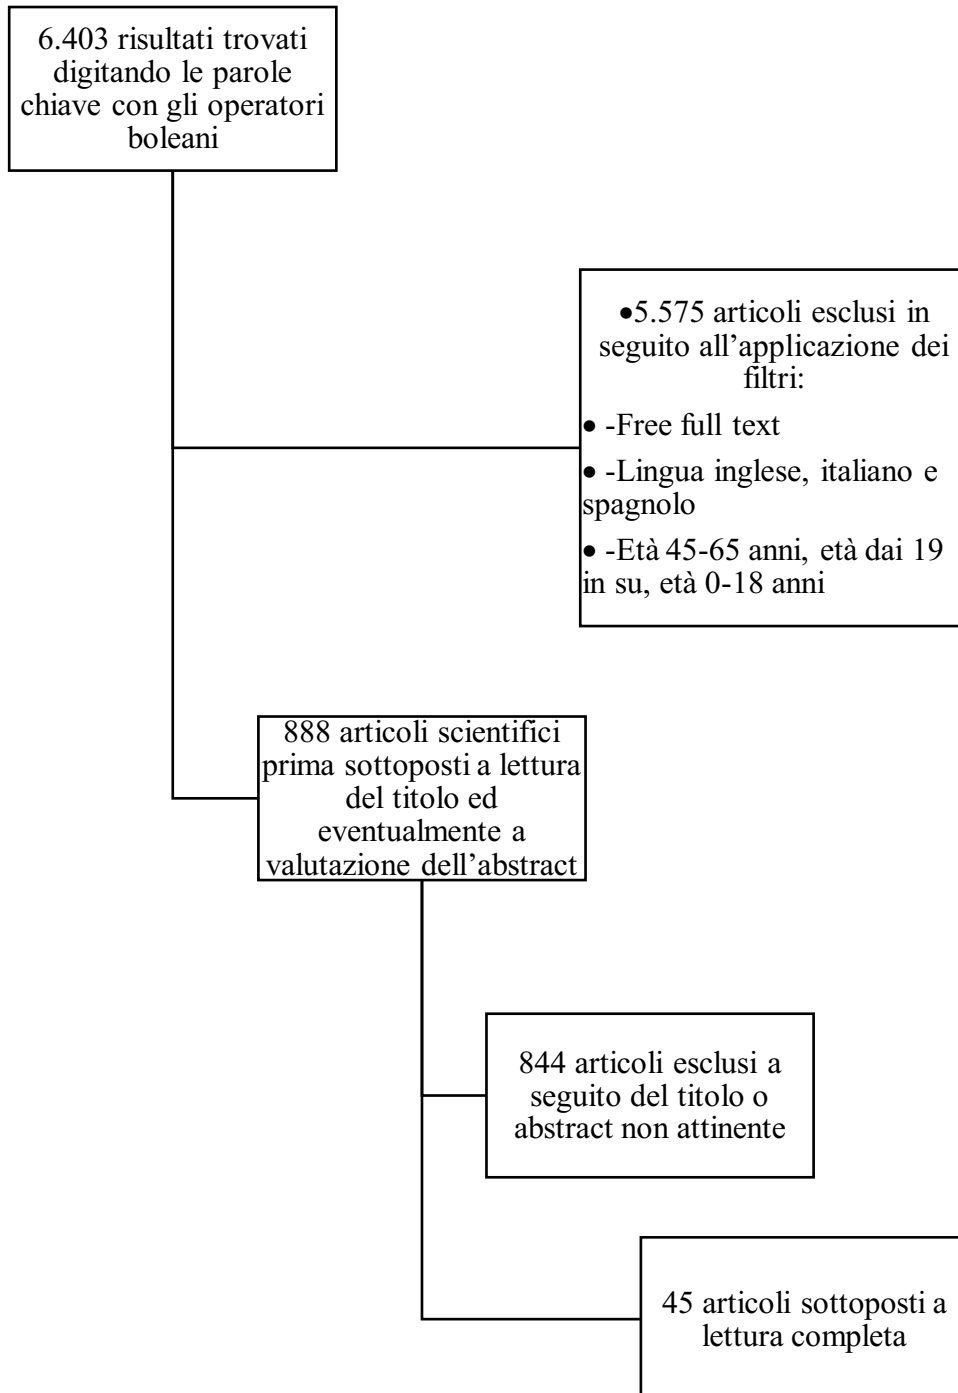 6.403 risultati trovati
digitando le parole
chiave con gli operatori
boleani
•5.575 articoli esclusi in
seguito all’applicazione dei
filtri:
• -Free full text
• -Lingua inglese, italiano e
spagnolo
• -Età 45-65 anni, età dai 19
in su, età 0-18 anni
888 articoli scientifici
prima sottoposti a lettura
del titolo ed
eventualmente a
valutazione dell’abstract
844 articoli esclusi a
seguito del titolo o
abstract non attinente
45 articoli sottoposti a
lettura completa